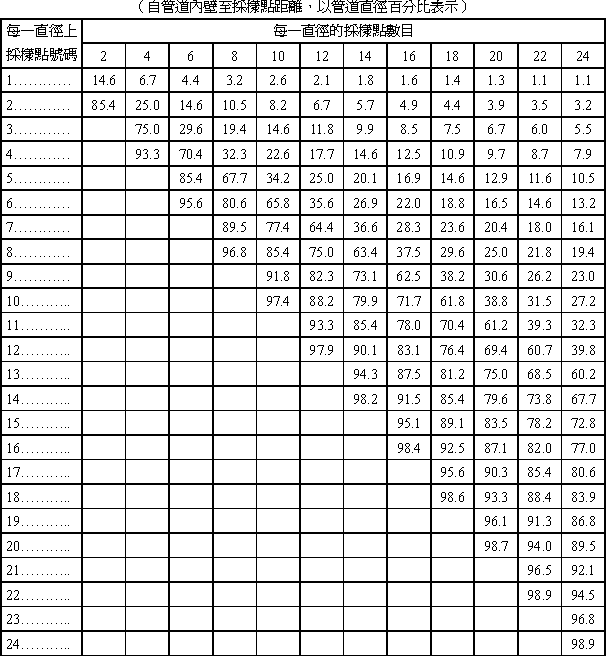 (自管道內壁至採樣點距離，以管道直徑百分比表示)
每一直徑上 每一直徑的採樣點數目
採樣點號碼 2 4 6 8 10 12 14 16 18 20 22 24
1………… 14.6 6.7 4.4 3.2 2.6 2.1 1.8 1.6 1.4 1.3 1.1 1.1
2………… 85.4 25.0 14.6 10.5 8.2 6.7 5.7 4.9 4.4 3.9 3.5 3.2
3………… 75.0 29.6 19.4 14.6 11.8 9.9 8.5 7.5 6.7 6.0 5.5
4………… 93.3 70.4 32.3 22.6 17.7 14.6 12.5 10.9 9.7 8.7 7.9
5………… 85.4 67.7 34.2 25.0 20.1 16.9 14.6 12.9 11.6 10.5
6………… 95.6 80.6 65.8 35.6 26.9 22.0 18.8 16.5 14.6 13.2
7………… 89.5 77.4 64.4 36.6 28.3 23.6 20.4 18.0 16.1
8………… 96.8 85.4 75.0 63.4 37.5 29.6 25.0 21.8 19.4
9………… 91.8 82.3 73.1 62.5 38.2 30.6 26.2 23.0
10……….. 97.4 88.2 79.9 71.7 61.8 38.8 31.5 27.2
11……….. 93.3 85.4 78.0 70.4 61.2 39.3 32.3
12……….. 97.9 90.1 83.1 76.4 69.4 60.7 39.8
13……….. 94.3 87.5 81.2 75.0 68.5 60.2
14……….. 98.2 91.5 85.4 79.6 73.8 67.7
15……….. 95.1 89.1 83.5 78.2 72.8
16……….. 98.4 92.5 87.1 82.0 77.0
17……….. 95.6 90.3 85.4 80.6
18……….. 98.6 93.3 88.4 83.9
19……….. 96.1 91.3 86.8
20……….. 98.7 94.0 89.5
21……….. 96.5 92.1
22……….. 98.9 94.5
23……….. 96.8
24……….. 98.9